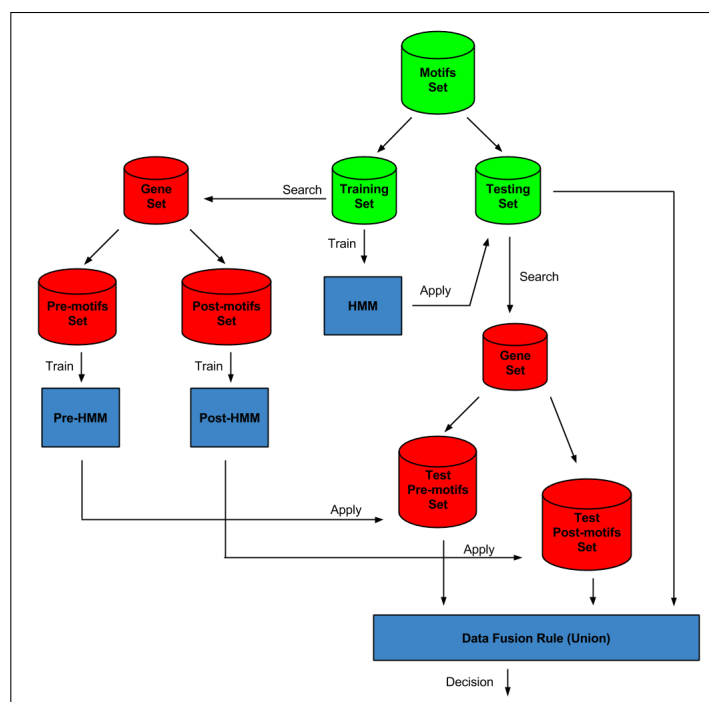 Motifs
Set
Gene
Set
Search
Training
Set
Testing
Set
Train
Pre-motifs
Set
Post-motifs
Set
HMM
Apply
Search
Train
Train
Gene
Set
Pre-HMM
Post-HMM
Test
Pre-motifs
Set
Test
Post-motifs
Set
Apply
Apply
Data Fusion Rule (Union)
Decision